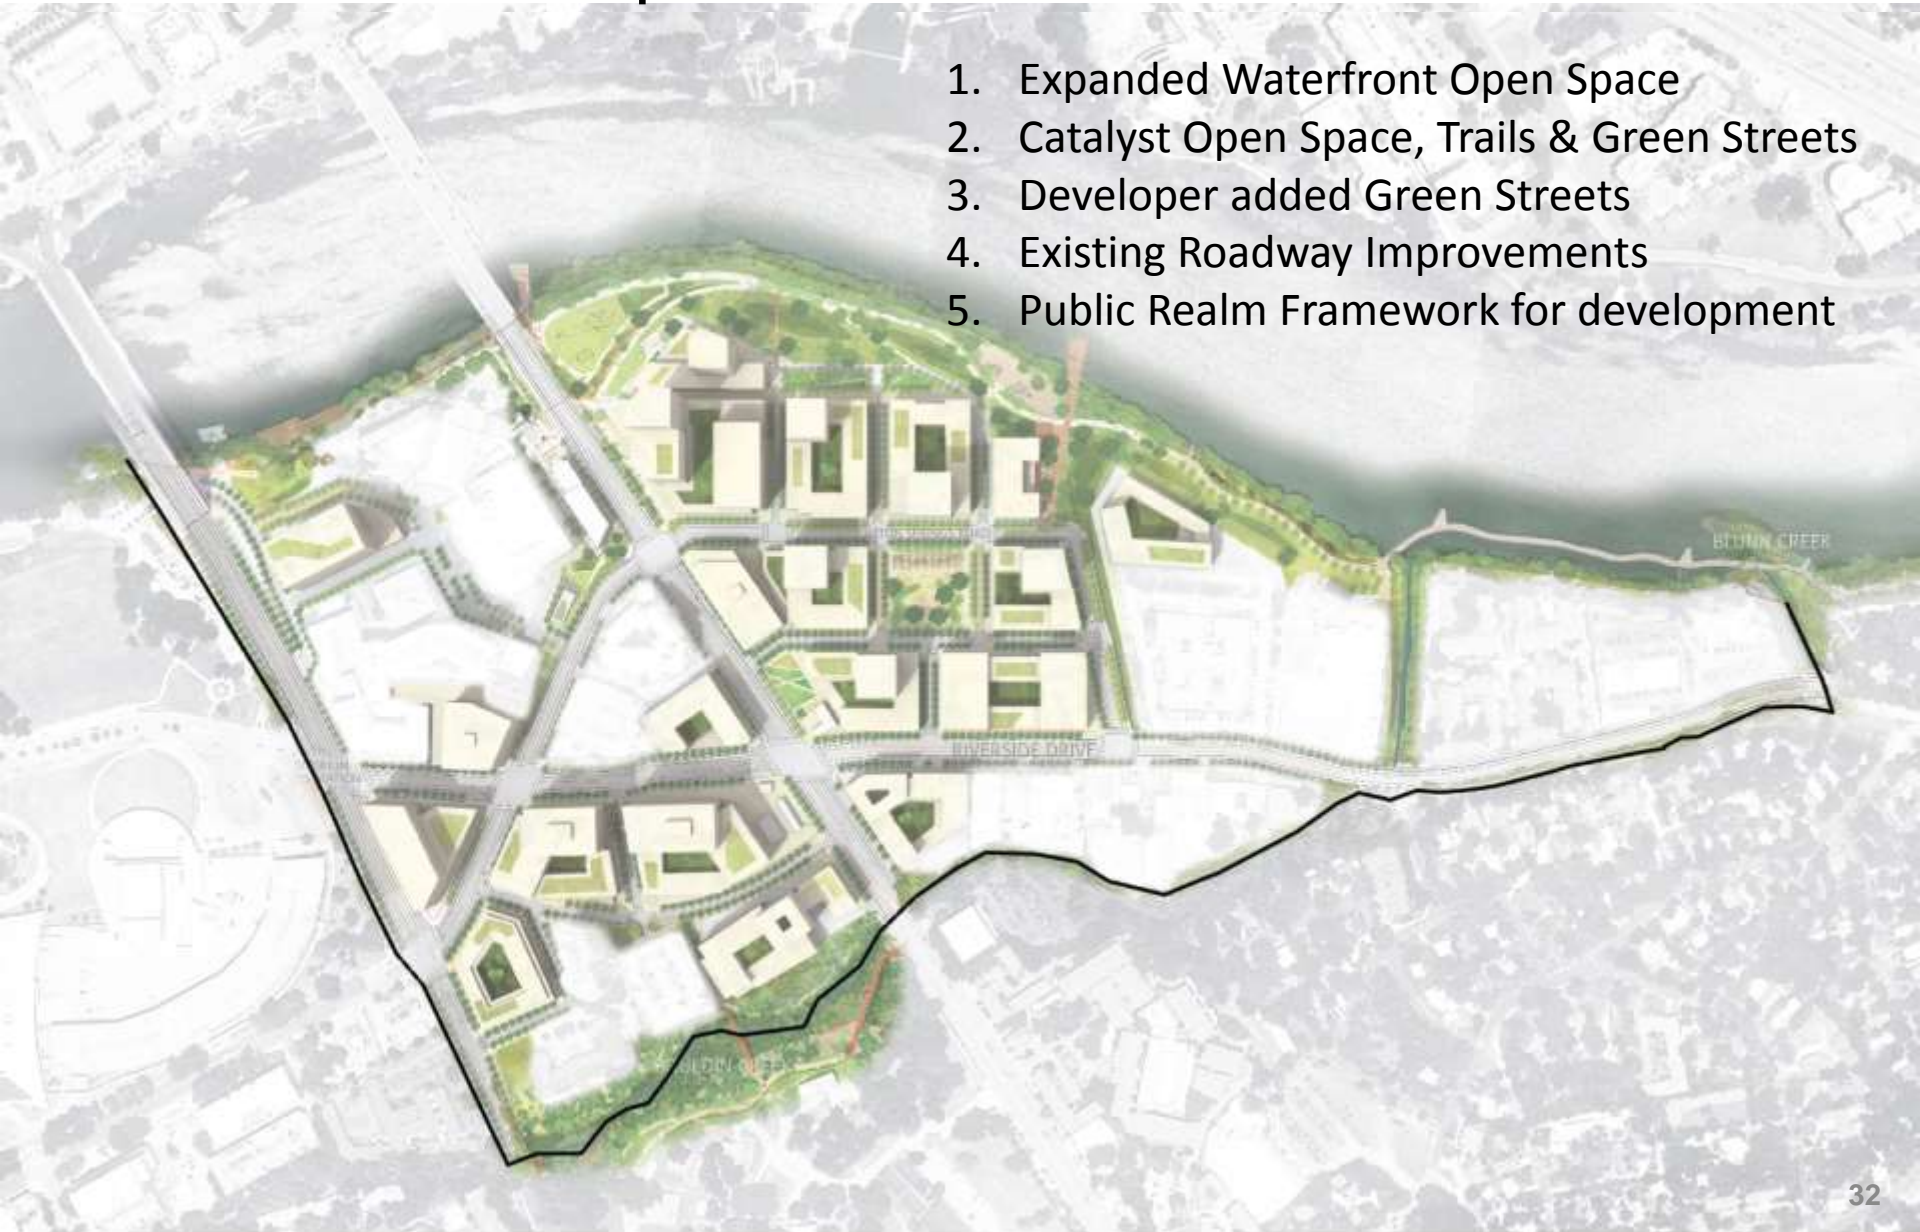 1. Expanded Waterfront Open Space
2. Catalyst Open Space, Trails & Green Streets
3. Developer added Green Streets
4. Existing Roadway Improvements
5. Public Realm Framework for development
BLUNN CREEK
RIVERSIDE DRIVE
32